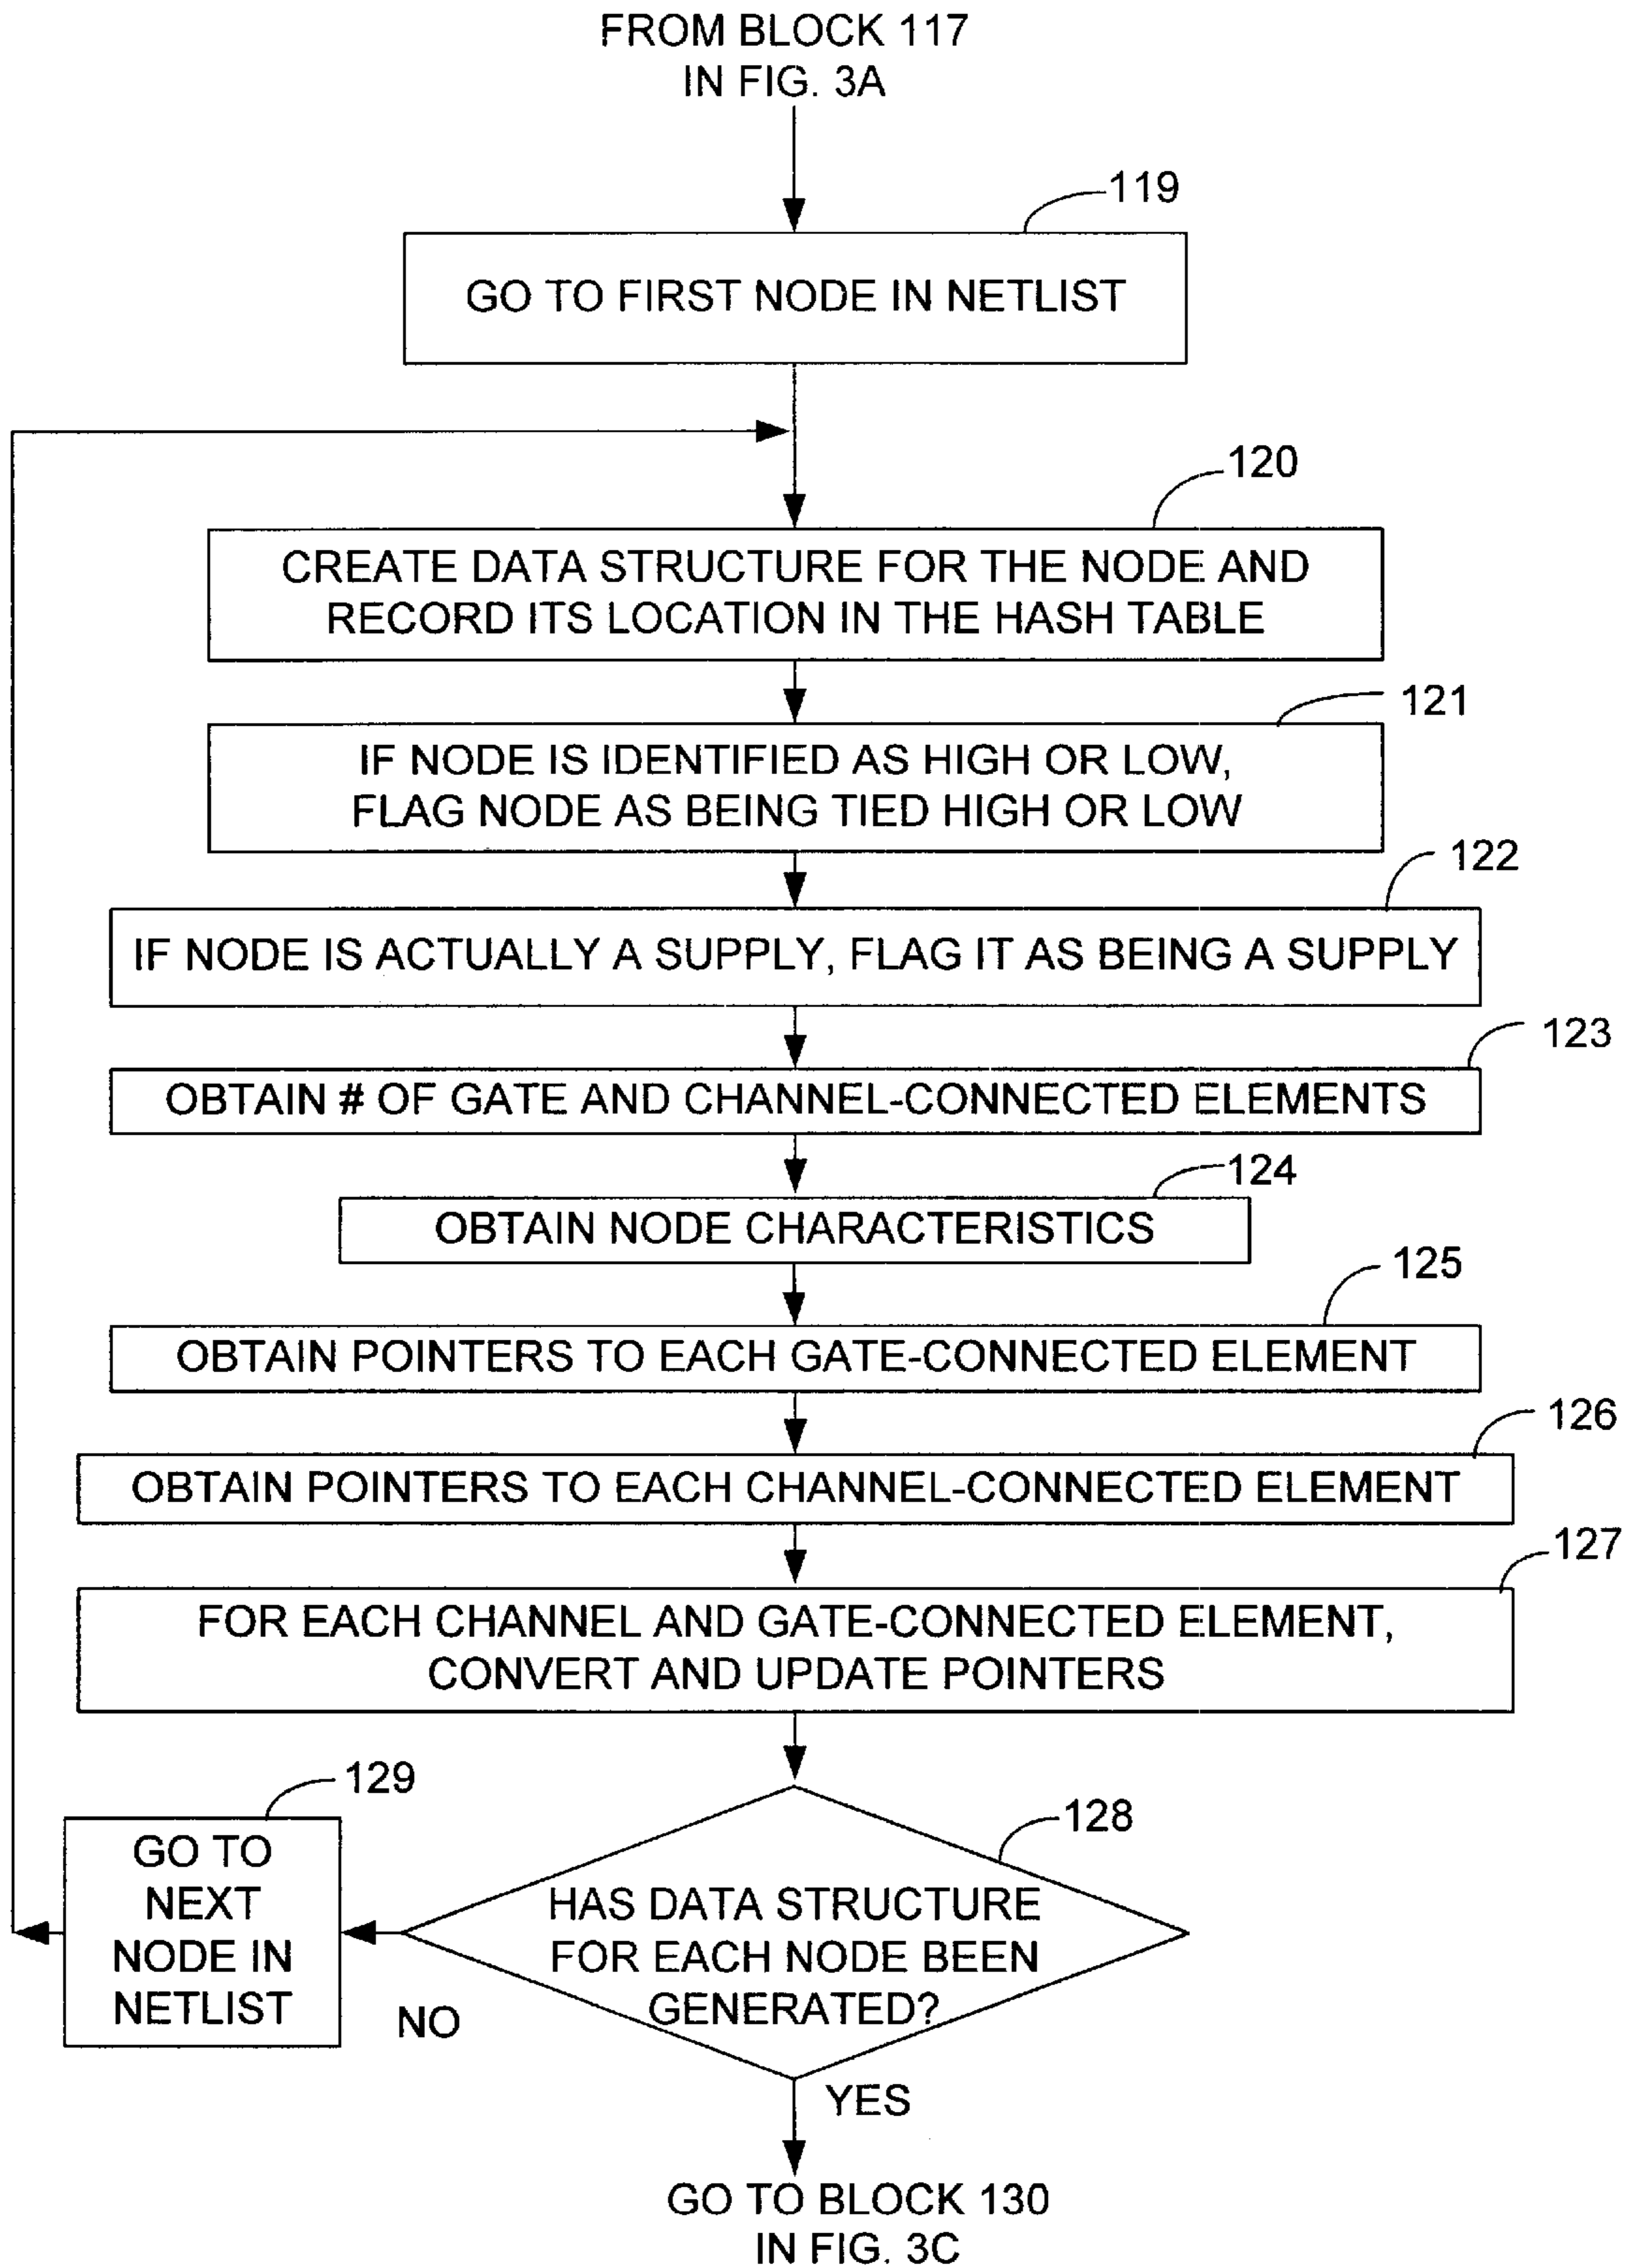 FROM BLOCK 117
IN FIG. 3A
119
GO TO FIRST NODE IN NETLIST
120
CREATE DATA STRUCTURE FOR THE NODE AND
RECORD ITS LOCATION IN THE HASH TABLE
121
IF NODE IS IDENTIFIED AS HIGH OR LOW,
FLAG NODE AS BEING TIED HIGH OR LOW
122
IF NODE IS ACTUALLY A SUPPLY, FLAG IT AS BEING A SUPPLY
123
OBTAIN # OF GATE AND CHANNEL-CONNECTED ELEMENTS
124
OBTAIN NODE CHARACTERISTICS
125
OBTAIN POINTERS TO EACH GATE-CONNECTED ELEMENT
126
OBTAIN POINTERS TO EACH CHANNEL-CONNECTED ELEMENT
127
FOR EACH CHANNEL AND GATE-CONNECTED ELEMENT,
CONVERT AND UPDATE POINTERS
128
HAS DATA STRUCTURE
FOR EACH NODE BEEN
GENERATED?
129
GO TO
NEXT
NODE IN
NETLIST
NO
YES
GO TO BLOCK 130
IN FIG. 3C